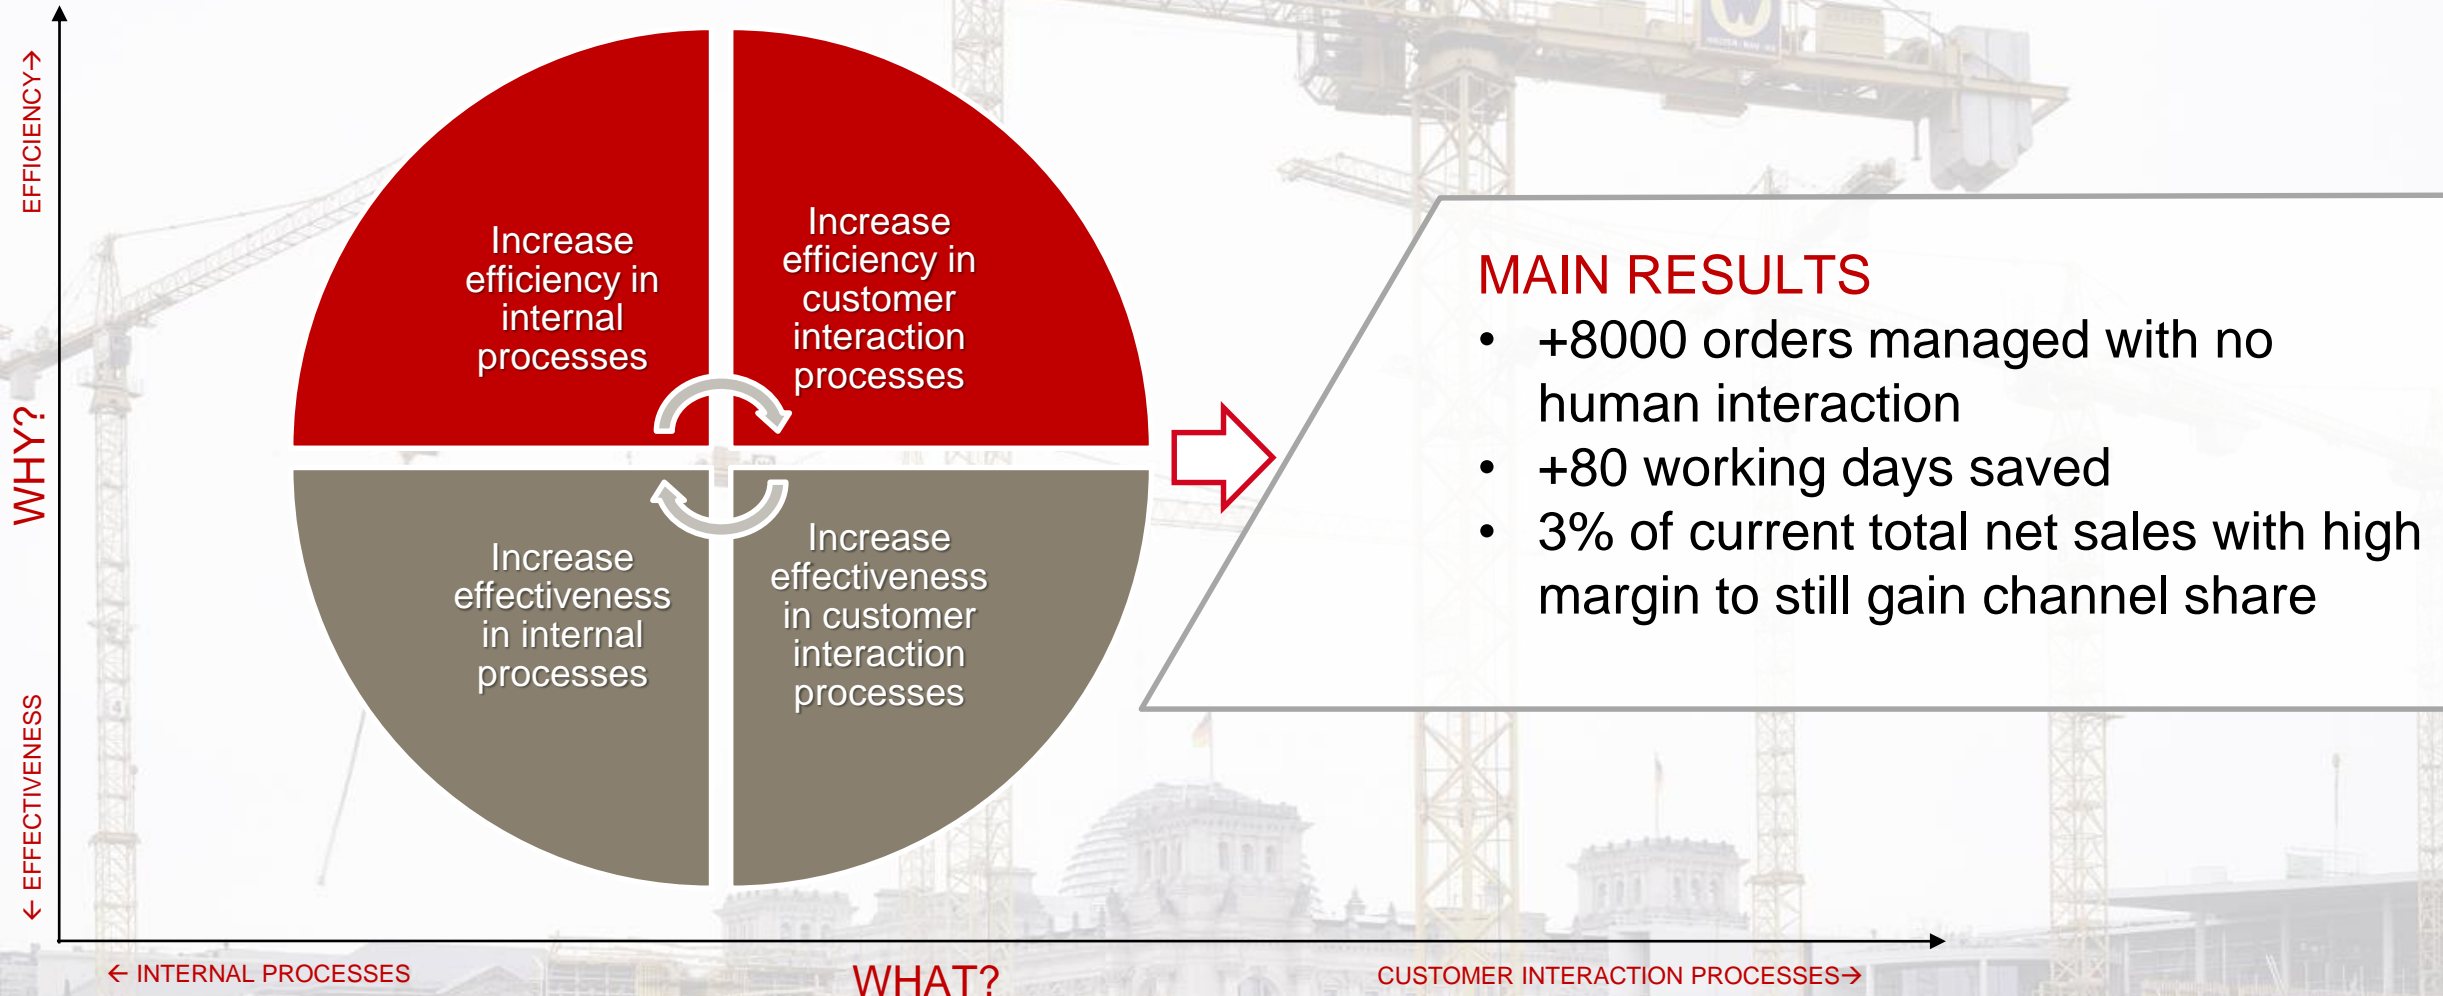 EFFICIENCY→
WHY?
← EFFECTIVENESS
Increase
efficiency in
internal
processes
Increase
efficiency in
customer
interaction
processes
Increase
effectiveness
in internal
processes
Increase
effectiveness
in customer
interaction
processes
MAIN RESULTS
• +8000 orders managed with no
human interaction
• +80 working days saved
• 3% of current total net sales with high
margin to still gain channel share
← INTERNAL PROCESSES
WHAT?
CUSTOMER INTERACTION PROCESSES→